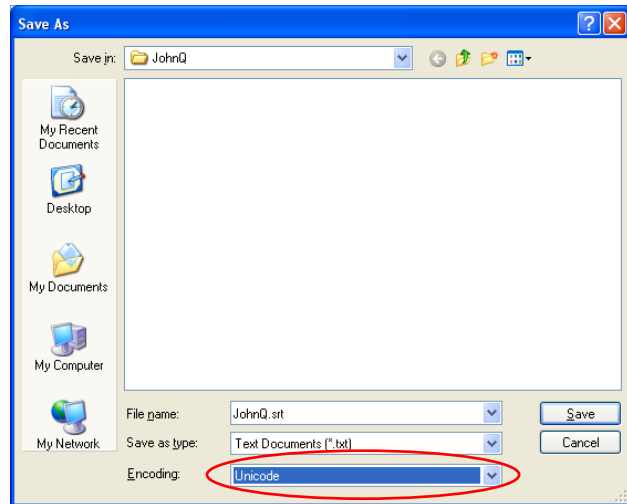 Save As
Save in: JohnQ
My Recent
Documents
Desktop
My Documents
My Computer
My Network
File name: JohnQ.srt Save
Save as type: Text Documents (*.txt) Cancel
Encoding: Unicode